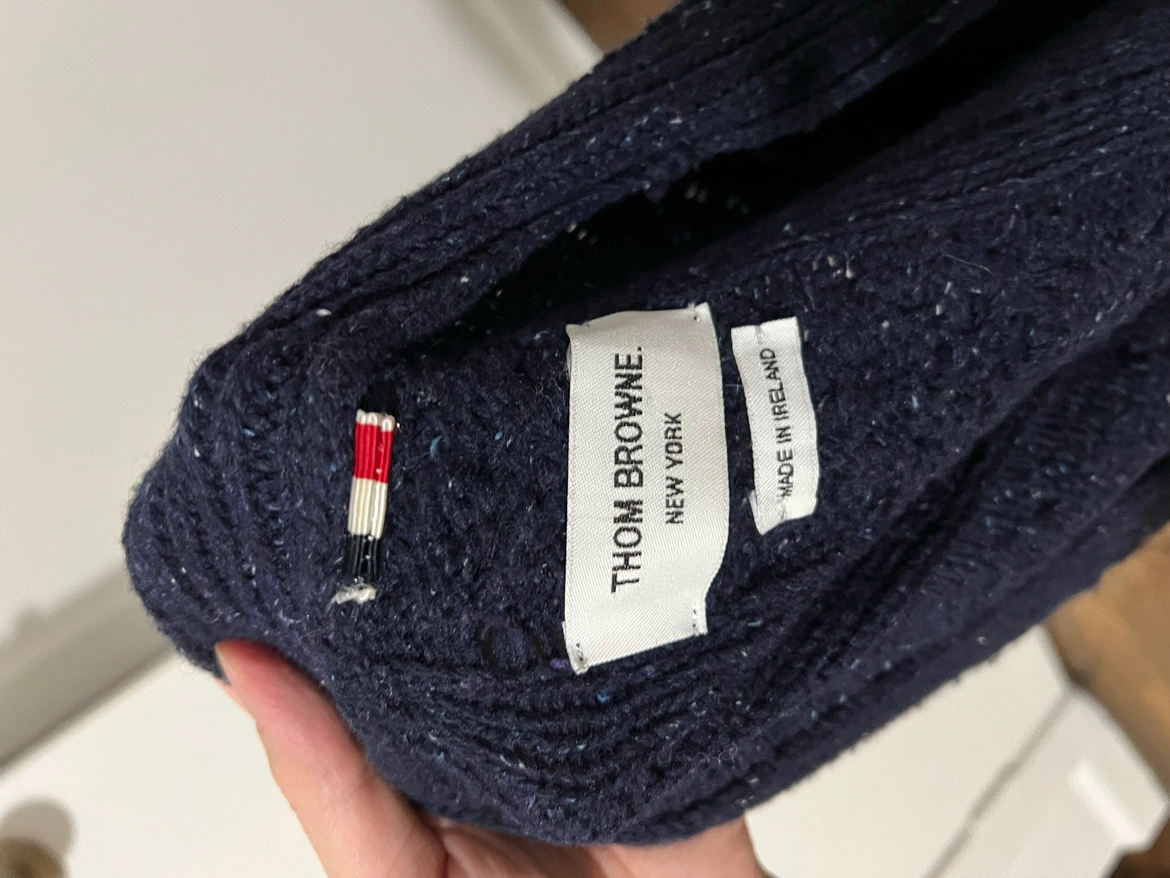 THOM BROWNE.
NEW YORK
MADE IN IRELAND